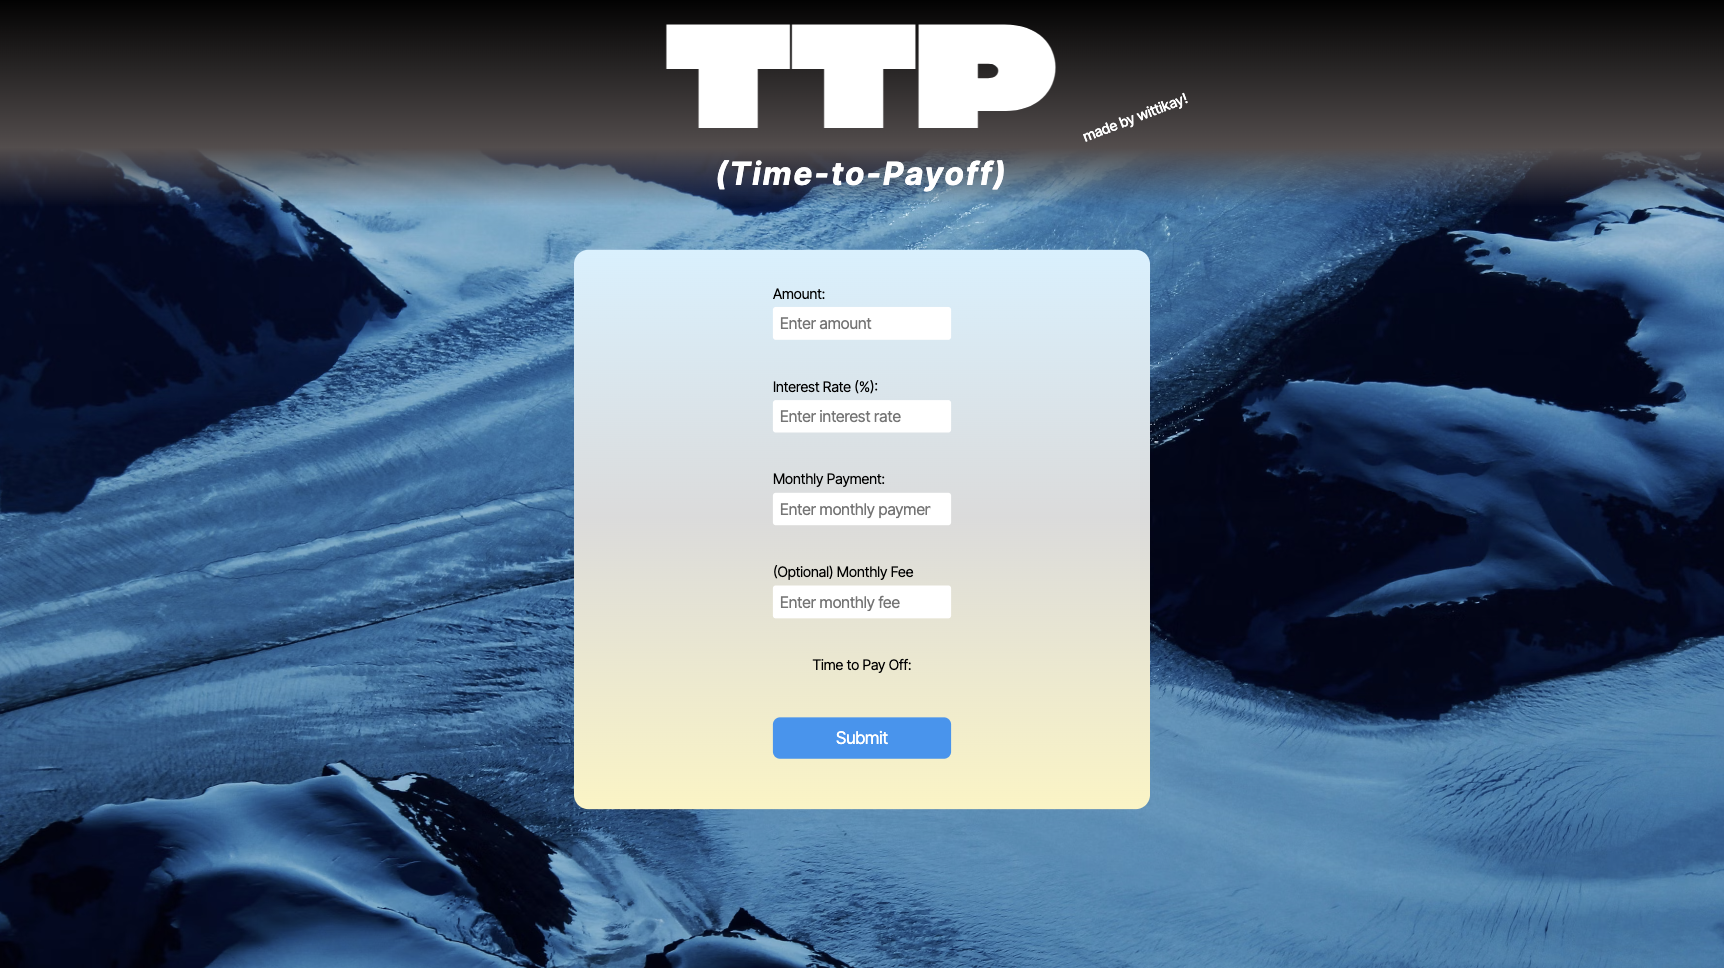 TTP
made by wittikay!
(Time-to-Payoff)
Amount:
Enter amount
Interest Rate (%):
Enter interest rate
Monthly Payment:
Enter monthly paymer
(Optional) Monthly Fee
Enter monthly fee
Time to Pay Off:
Submit